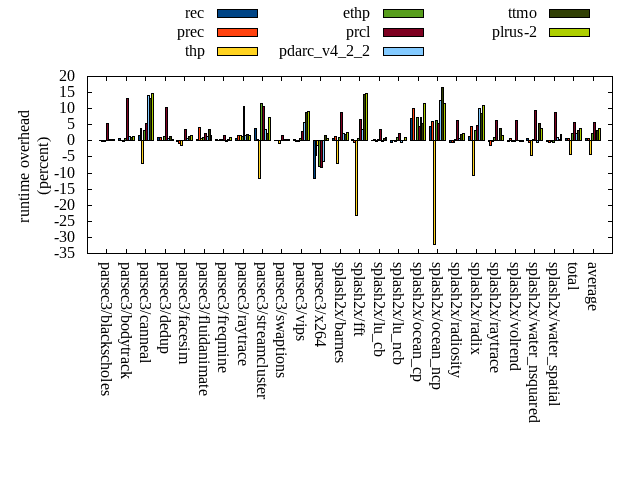 rec ethp ttmo
prec prcl plrus-2
thp pdarc_v4_2_2
runtime overhead
(percent)
20
15
10
5
0
-5
-10
-15
-20
-25
-30
-35
parsec3/blackscholes
parsec3/bodytrack
parsec3/canneal
parsec3/dedup
parsec3/facesim
parsec3/fluidanimate
parsec3/freqmine
parsec3/raytrace
parsec3/streamcluster
parsec3/swaptions
parsec3/vips
parsec3/x264
splash2x/barnes
splash2x/fft
splash2x/lu_cb
splash2x/lu_ncb
splash2x/ocean_cp
splash2x/ocean_ncp
splash2x/radiosity
splash2x/radix
splash2x/raytrace
splash2x/volrend
splash2x/water_nsquared
splash2x/water_spatial
total
average